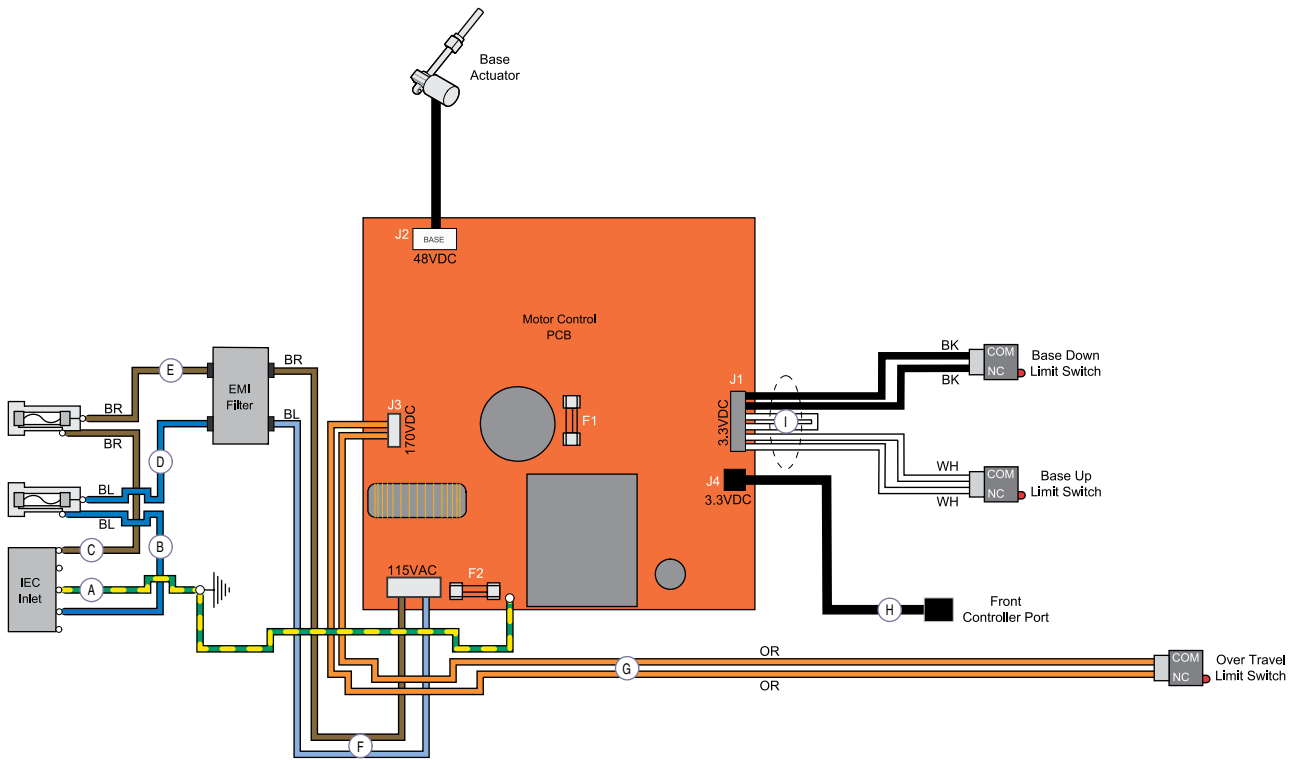 Base
Actuator
J2
BASE
48VDC
Motor Control
PCB
E
BR
BR
EMI
Filter
BR
BL
D
BL
BL
B
C
A
IEC
Inlet
J3
170VDC
F1
J1
3.3VDC
I
J4
3.3VDC
BK
BK
COM
NC
Base Down
Limit Switch
WH
WH
COM
NC
Base Up
Limit Switch
115VAC
F2
H
Front
Controller Port
OR
G
OR
COM
NC
Over Travel
Limit Switch
F